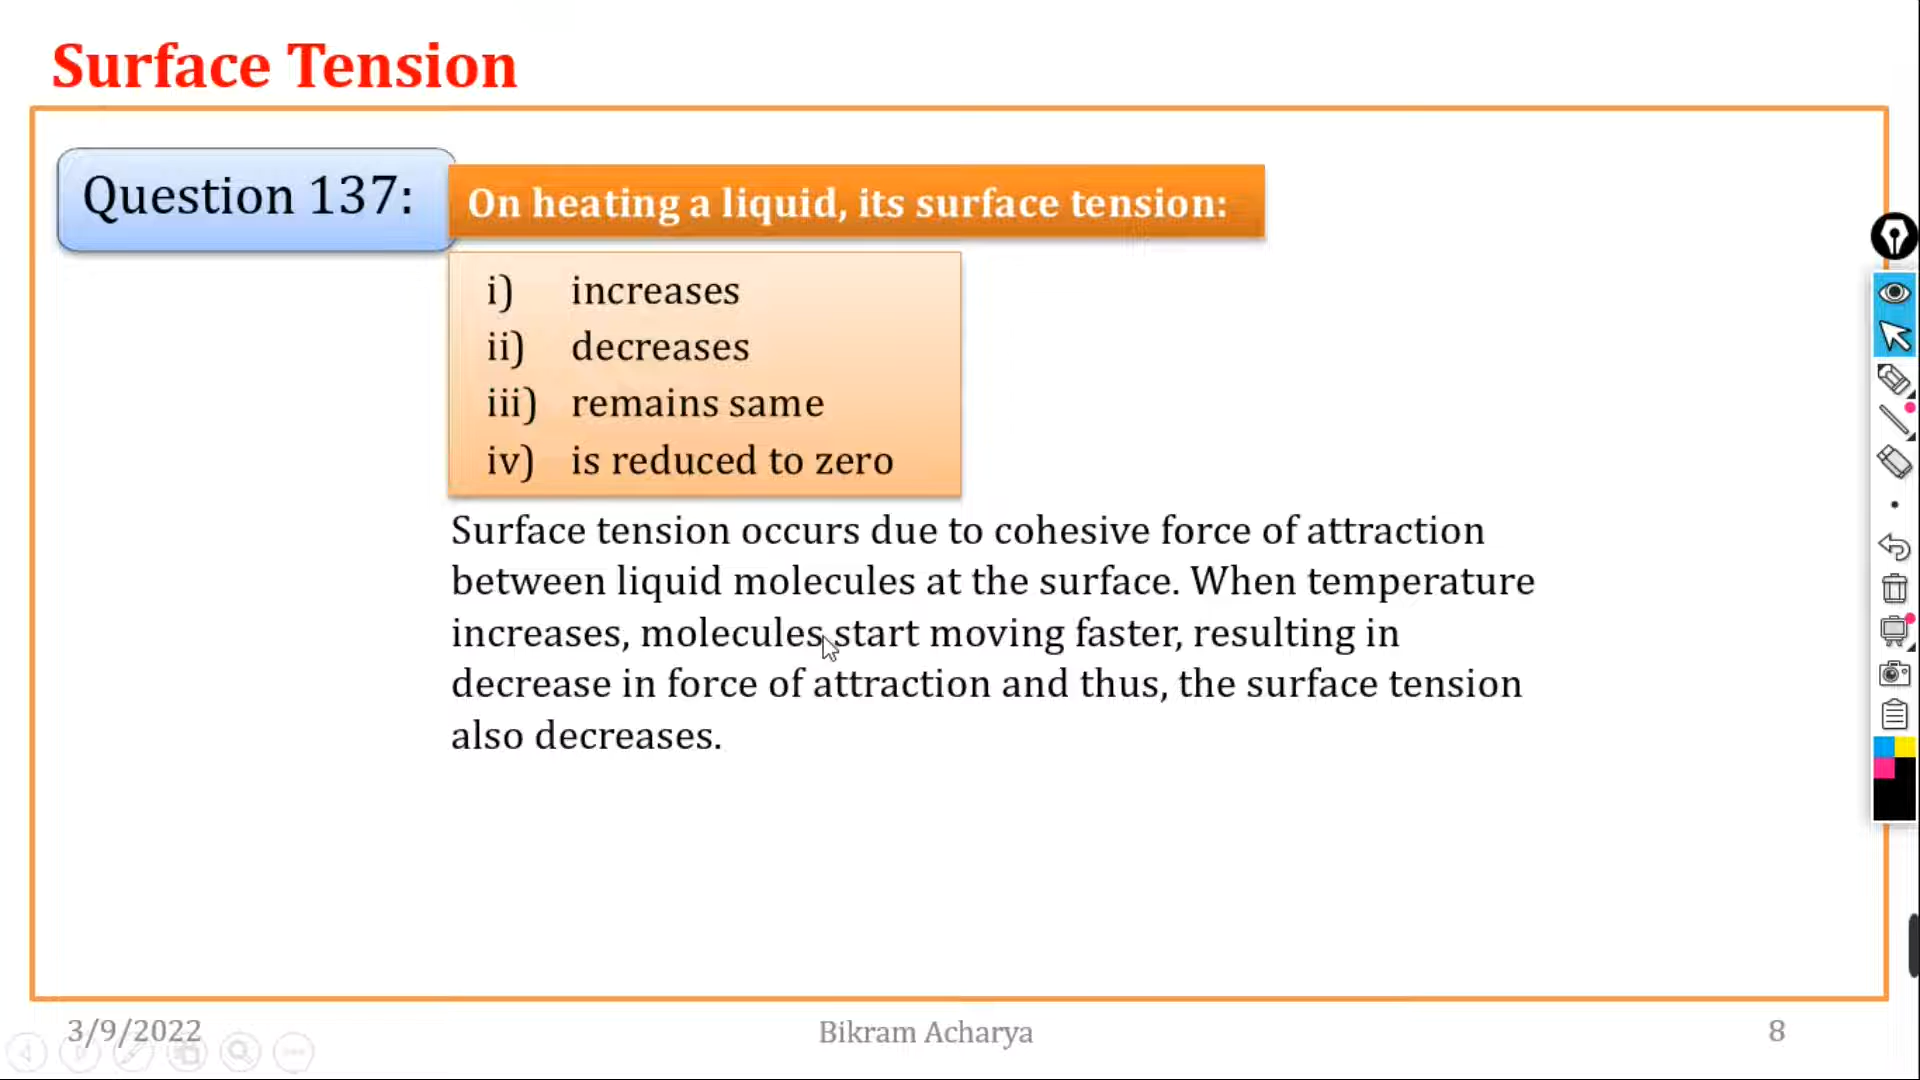 Surface Tension
Question 137:
On heating a liquid, its surface tension:
i) increases
ii) decreases
iii) remains same
iv) is reduced to zero
Surface tension occurs due to cohesive force of attraction
between liquid molecules at the surface. When temperature
increases, molecules start moving faster, resulting in
decrease in force of attraction and thus, the surface tension
also decreases.
3/9/2022
Bikram Acharya
8